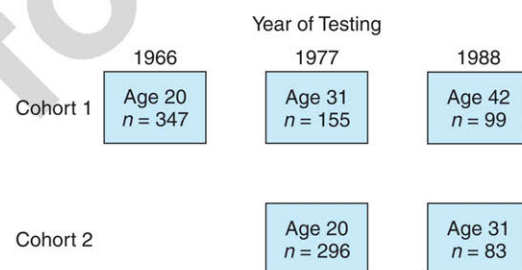 Year of Testing
1966 1977 1988
Cohort 1
Age 20
n = 347
Age 31
n = 155
Age 42
n = 99
Cohort 2
Age 20
n = 296
Age 31
n = 83